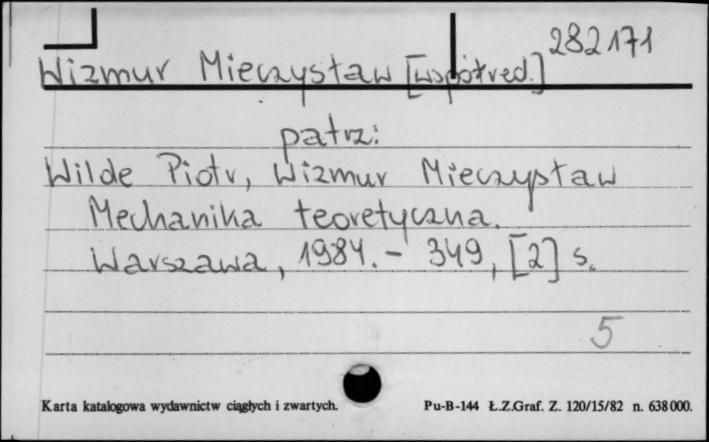 282171
Wizmur Mieczysław [współred.]
patrz:
Wilde Piotr, Wizmur Mieczysław
Mechanika teoretyczna.
Warszawa, 1984. - 349, [2] s.
5
Karta katalogowa wydawnictw ciągłych i zwartych. Pu-B-144 Ł.Z.Graf. Z. 120/15/82 n. 638000.